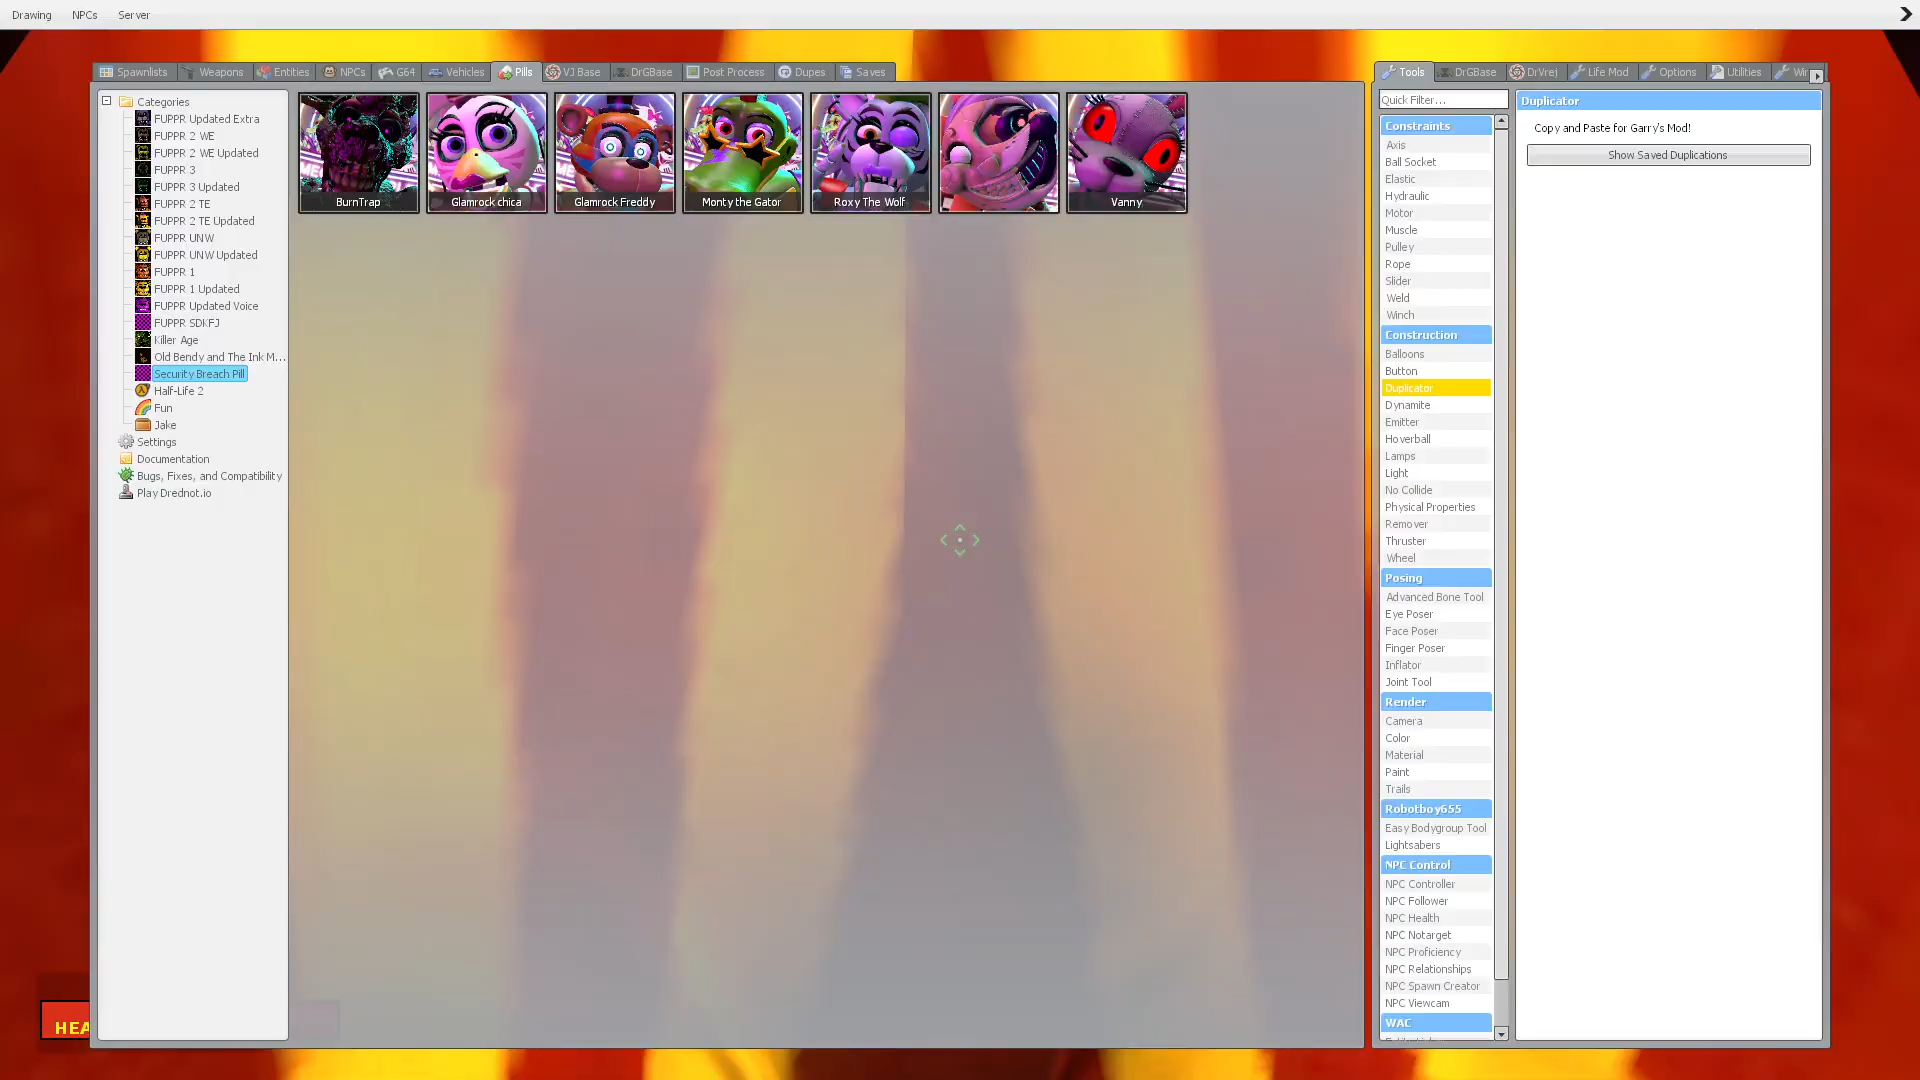 Drawing
NPCs
Server
Spawnlists
Weapons
Entities
NPCs
G64
Vehicles
Pills
VJ Base
DrGBase
Post Process
Dupes
Saves
Categories
FUPPR Updated Extra
FUPPR 2 WE
FUPPR 2 WE Updated
FUPPR 3
FUPPR 3 Updated
FUPPR 2 TE
FUPPR 2 TE Updated
FUPPR UNW
FUPPR UNW Updated
FUPPR 1
FUPPR 1 Updated
FUPPR Updated Voice
FUPPR SDKFJ
Killer Age
Old Bendy and The Ink M...
Security Breach Pill
Half-Life 2
Fun
Jake
Settings
Documentation
Bugs, Fixes, and Compatibility
Play Drednot.io
BurnTrap
Glamrock chica
Glamrock Freddy
Monty the Gator
Roxy The Wolf
Vanny
HEA
Tools
DrGBase
DrVrej
Life Mod
Options
Utilities
Wir
Quick Filter...
Constraints
Axis
Ball Socket
Elastic
Hydraulic
Motor
Muscle
Pulley
Rope
Slider
Weld
Winch
Construction
Balloons
Button
Duplicator
Dynamite
Emitter
Hoverball
Lamps
Light
No Collide
Physical Properties
Remover
Thruster
Wheel
Posing
Advanced Bone Tool
Eye Poser
Face Poser
Finger Poser
Inflator
Joint Tool
Render
Camera
Color
Material
Paint
Trails
Robotboy655
Easy Bodygroup Tool
Lightsabers
NPC Control
NPC Controller
NPC Follower
NPC Health
NPC Notarget
NPC Proficiency
NPC Relationships
NPC Spawn Creator
NPC Viewcam
WAC
Duplicator
Copy and Paste for Garry's Mod!
Show Saved Duplications